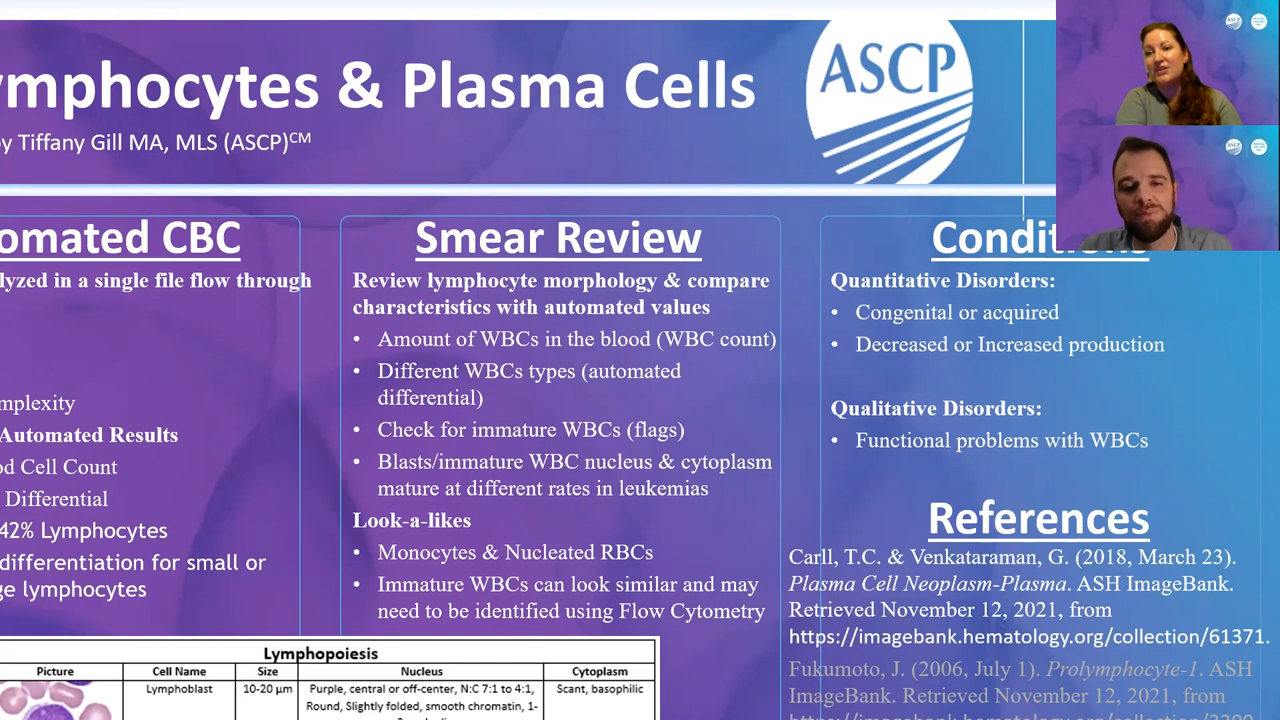 ymphocytes & Plasma Cells
ASCP
by Tiffany Gill MA, MLS (ASCP)CM
omated CBC
lyzed in a single file flow through
mplexity
Automated Results
od Cell Count
Differential
42% Lymphocytes
differentiation for small or
ge lymphocytes
Smear Review
Review lymphocyte morphology & compare
characteristics with automated values
• Amount of WBCs in the blood (WBC count)
• Different WBCs types (automated
differential)
• Check for immature WBCs (flags)
• Blasts/immature WBC nucleus & cytoplasm
mature at different rates in leukemias
Look-a-likes
• Monocytes & Nucleated RBCs
• Immature WBCs can look similar and may
need to be identified using Flow Cytometry
Conditions
Quantitative Disorders:
• Congenital or acquired
• Decreased or Increased production
Qualitative Disorders:
• Functional problems with WBCs
References
Carll, T.C. & Venkataraman, G. (2018, March 23).
Plasma Cell Neoplasm-Plasma. ASH ImageBank.
Retrieved November 12, 2021, from
https://imagebank.hematology.org/collection/61371.
Fukumoto, J. (2006, July 1). Prolymphocyte-1. ASH
ImageBank. Retrieved November 12, 2021, from
Lymphopoiesis
Picture Cell Name Size Nucleus Cytoplasm
Lymphoblast 10-20 µm Purple, central or off-center, N:C 7:1 to 4:1, Scant, basophilic
Round, Slightly folded, smooth chromatin, 1-